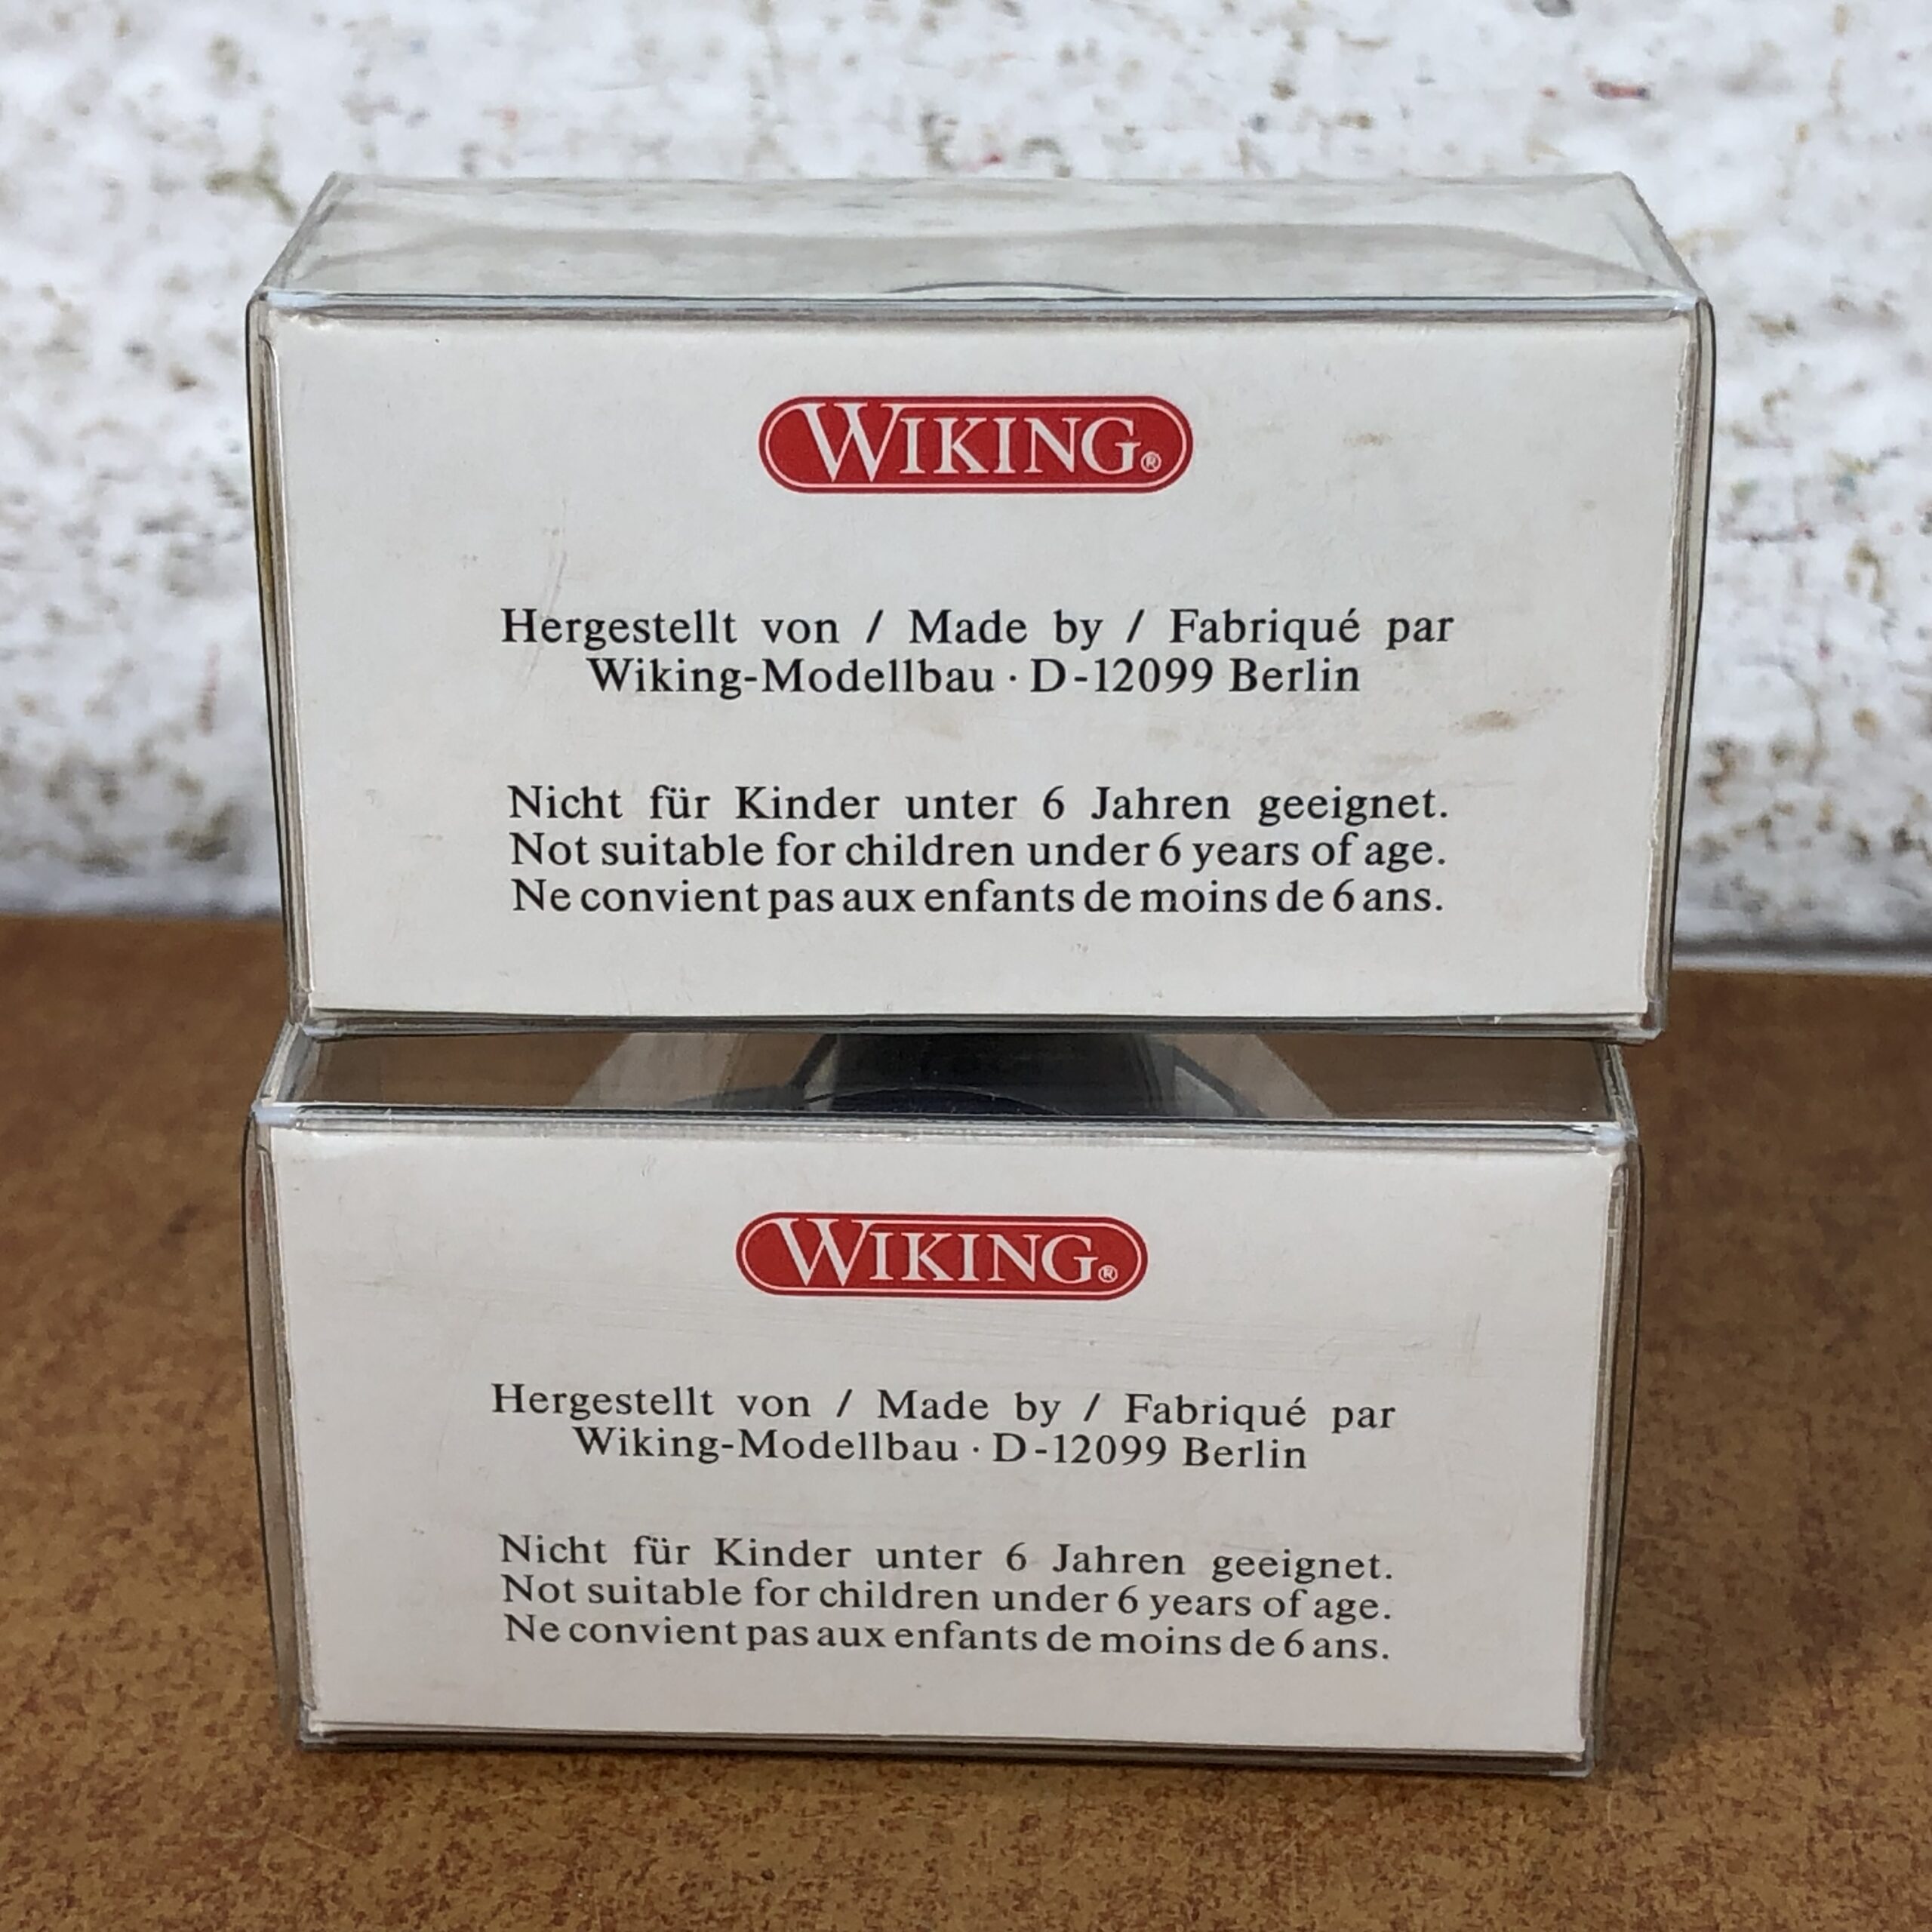 WIKING®
Hergestellt von / Made by / Fabriqué par
Wiking-Modellbau · D-12099 Berlin
Nicht für Kinder unter 6 Jahren geeignet.
Not suitable for children under 6 years of age.
Ne convient pas aux enfants de moins de 6 ans.
WIKING®
Hergestellt von / Made by / Fabriqué par
Wiking-Modellbau · D-12099 Berlin
Nicht für Kinder unter 6 Jahren geeignet.
Not suitable for children under 6 years of age.
Ne convient pas aux enfants de moins de 6 ans.